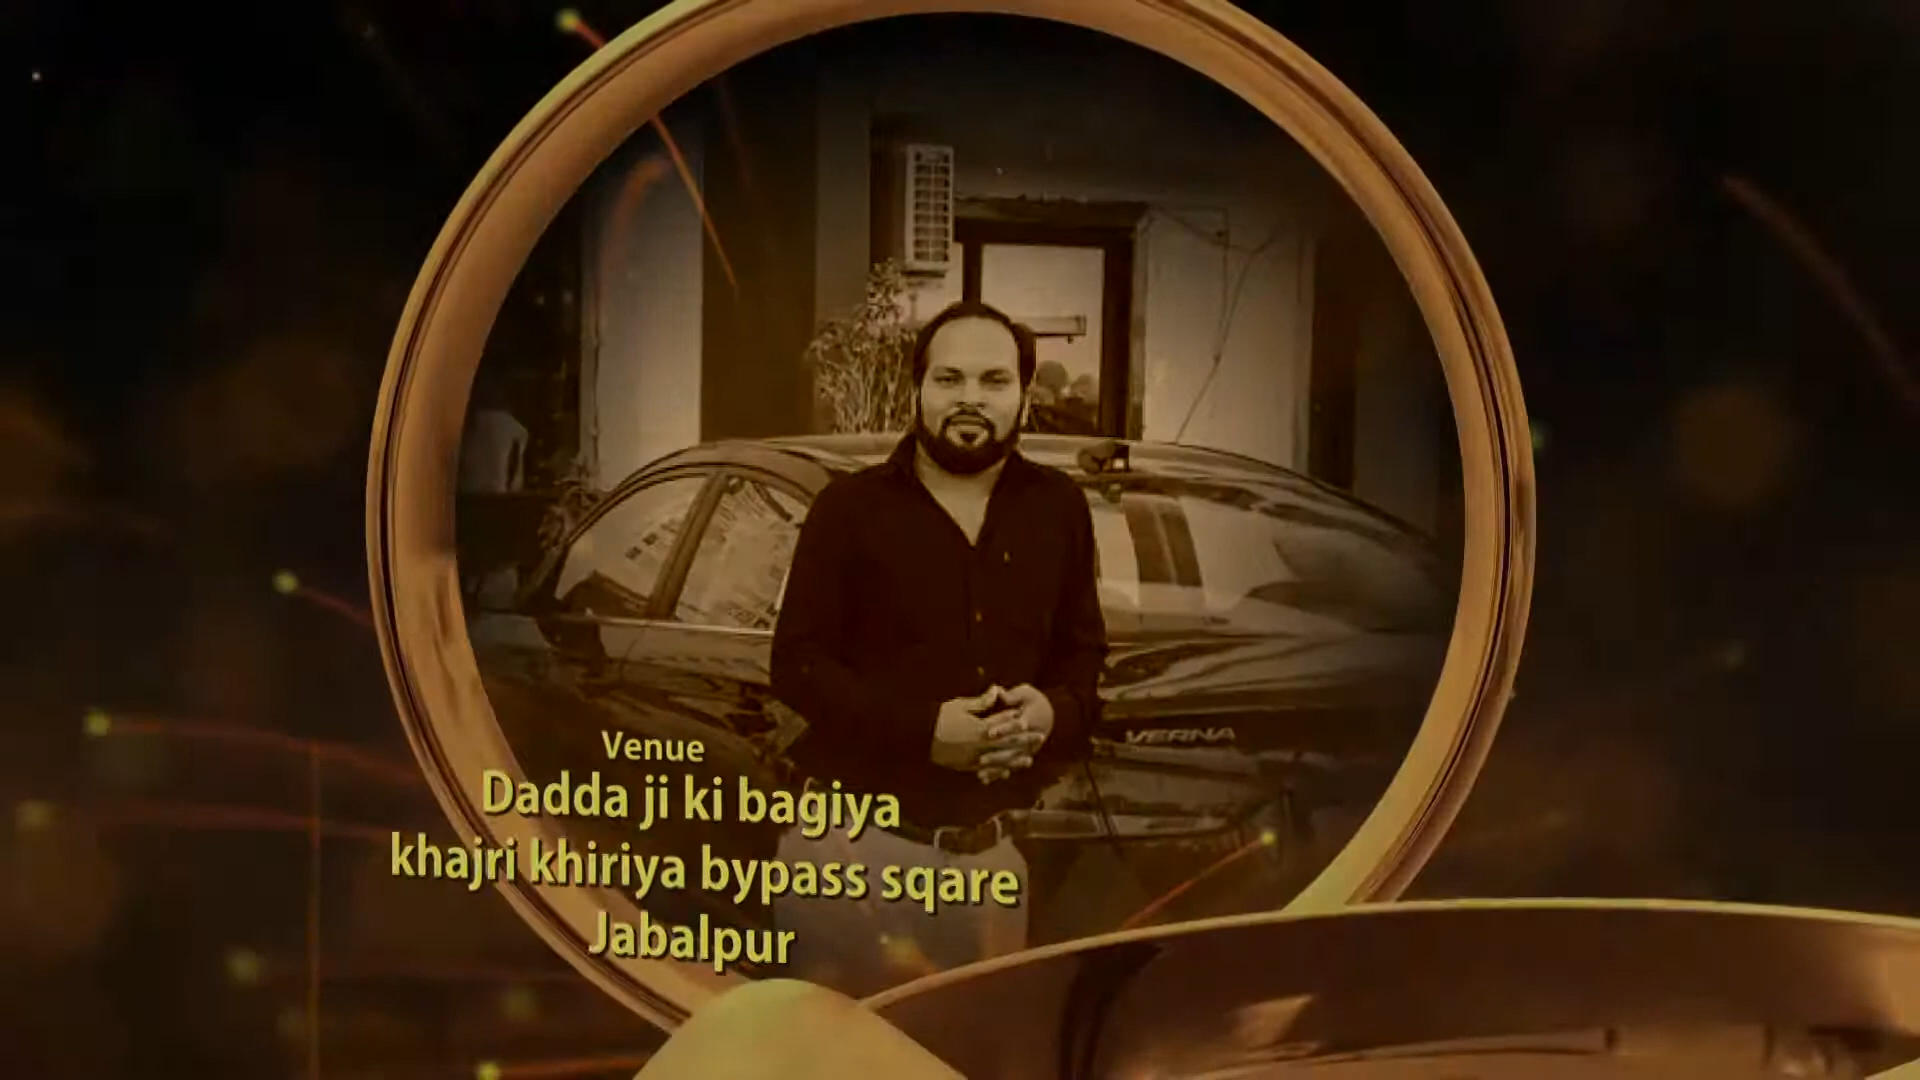 VERNA
Venue
Dadda ji ki bagiya
khajri khiriya bypass sqare
Jabalpur